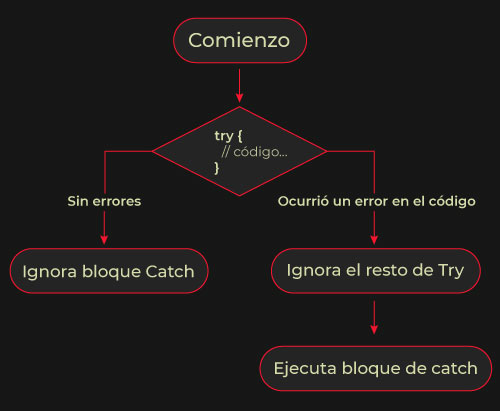 Comienzo
try {
// código...
}
Sin errores
Ocurrió un error en el código
Ignora bloque Catch
Ignora el resto de Try
Ejecuta bloque de catch